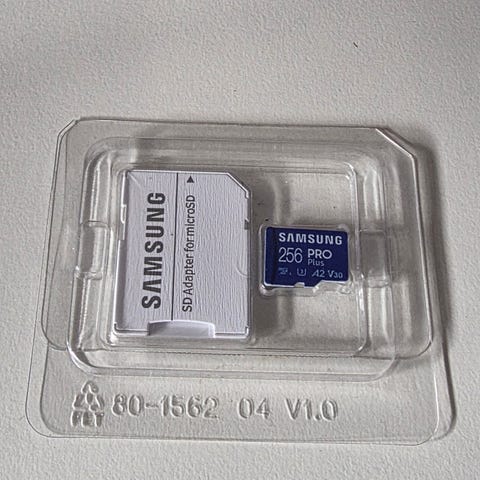 SAMSUNG
SD Adapter for microSD
SAMSUNG
256 PRO
Plus
A2 V30
80-1562 04 V1.0
PET